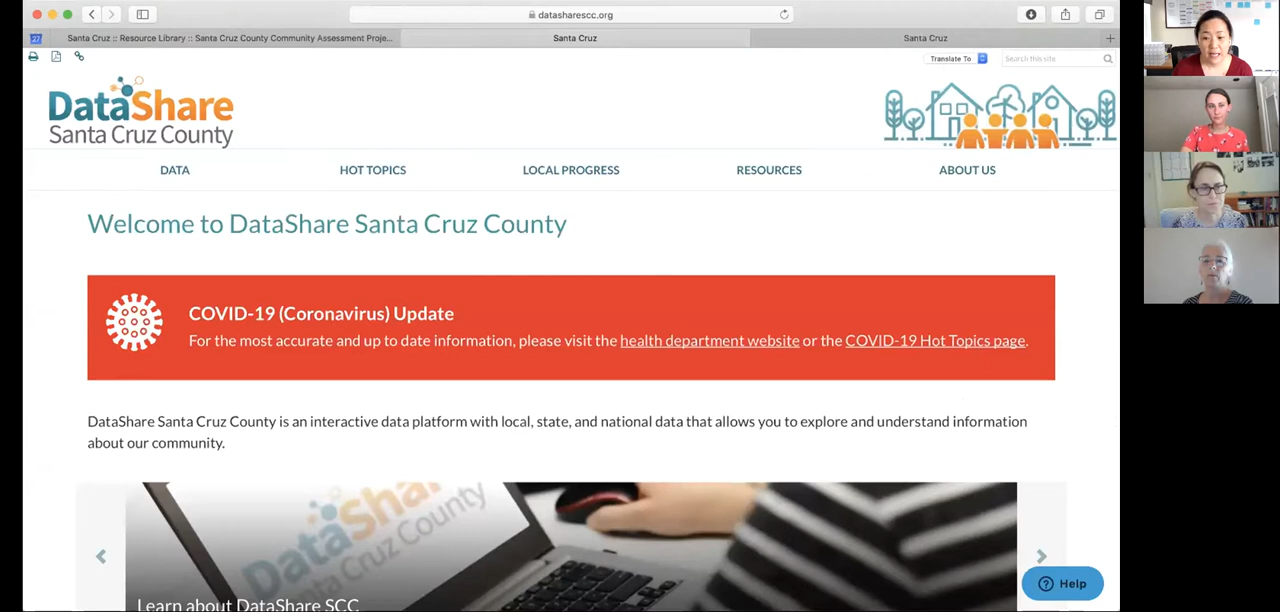 datasharescc.org
27
Santa Cruz :: Resource Library :: Santa Cruz County Community Assessment Proje...
Santa Cruz
Santa Cruz
Translate To
Search this site
DataShare
Santa Cruz County
DATA
HOT TOPICS
LOCAL PROGRESS
RESOURCES
ABOUT US
Welcome to DataShare Santa Cruz County
COVID-19 (Coronavirus) Update
For the most accurate and up to date information, please visit the health department website or the COVID-19 Hot Topics page.
DataShare Santa Cruz County is an interactive data platform with local, state, and national data that allows you to explore and understand information
about our community.
DataShare
Santa Cruz County
Learn about DataShare SCC
Help